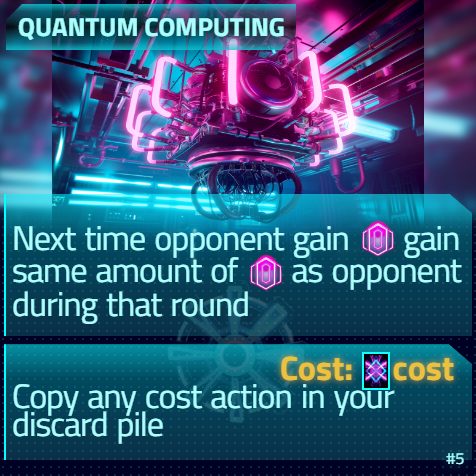 QUANTUM COMPUTING
Next time opponent gain gain
same amount of as opponent
during that round
Cost: cost
Copy any cost action in your
discard pile
#5